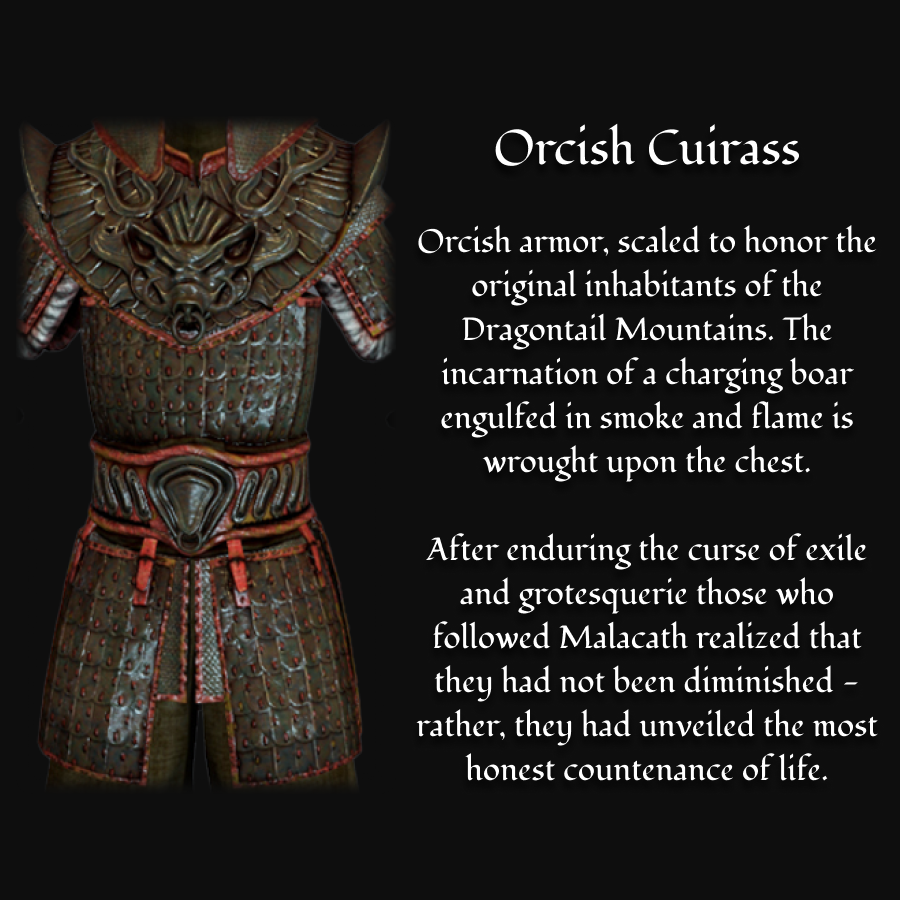 Orcish Cuirass
Orcish armor, scaled to honor the
original inhabitants of the
Dragontail Mountains. The
incarnation of a charging boar
engulfed in smoke and flame is
wrought upon the chest.
After enduring the curse of exile
and grotesquerie those who
followed Malacath realized that
they had not been diminished –
rather, they had unveiled the most
honest countenance of life.